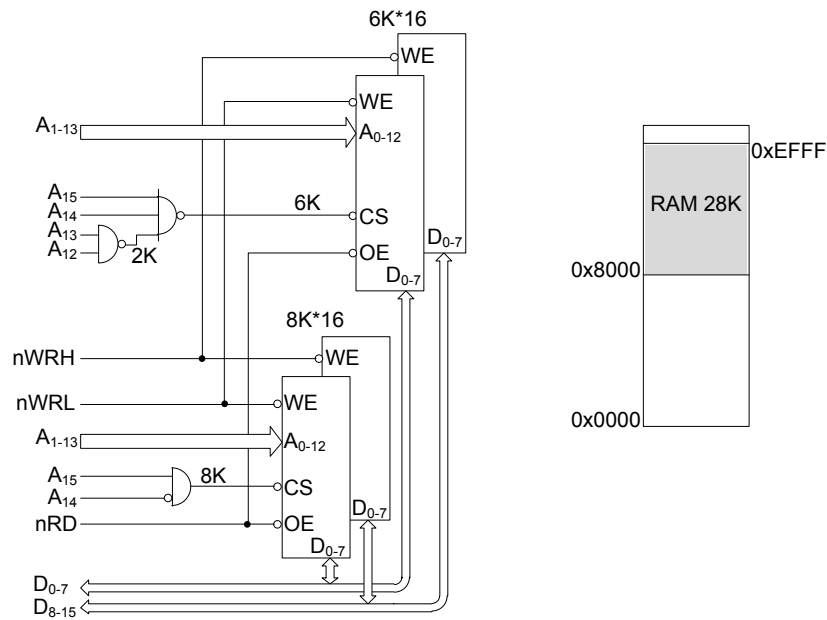 6K*16
WE
WE
A1-13
A0-12
A15
A14
A13
A12
2K
6K
CS
OE
D0-7
D0-7
8K*16
nWRH
WE
nWRL
WE
A1-13
A0-12
A15
A14
8K
CS
nRD
OE
D0-7
D0-7
D0-7
D8-15
0xEFFF
RAM 28K
0x8000
0x0000